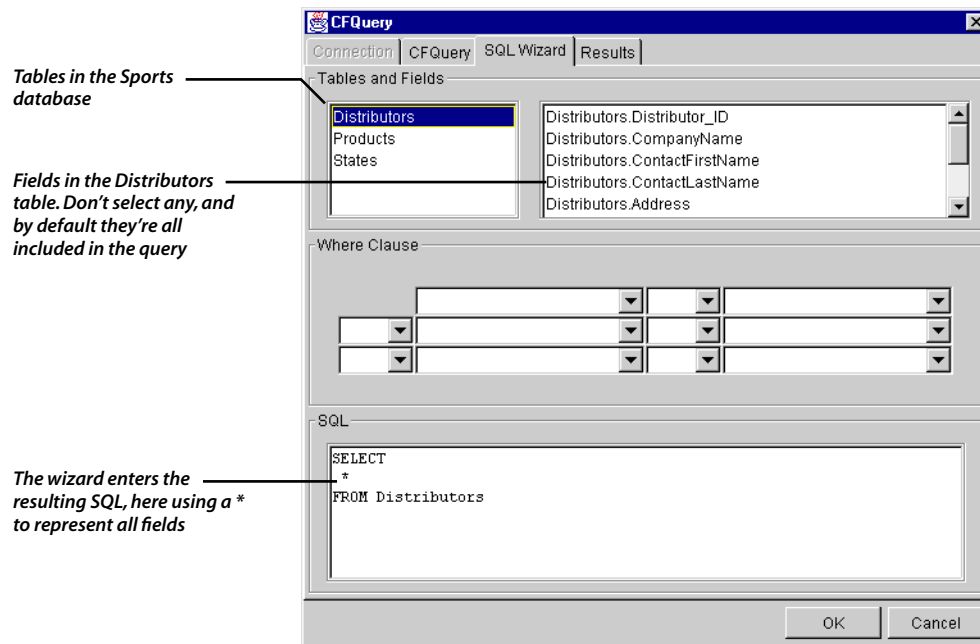 CFQuery
Connection CFQuery SQL Wizard Results
Tables in the Sports
database
Tables and Fields
Distributors
Products
States
Distributors.Distributor_ID
Distributors.CompanyName
Distributors.ContactFirstName
Distributors.ContactLastName
Distributors.Address
Fields in the Distributors
table. Don't select any, and
by default they're all
included in the query
Where Clause
SQL
SELECT
*
FROM Distributors
The wizard enters the
resulting SQL, here using a *
to represent all fields
OK Cancel